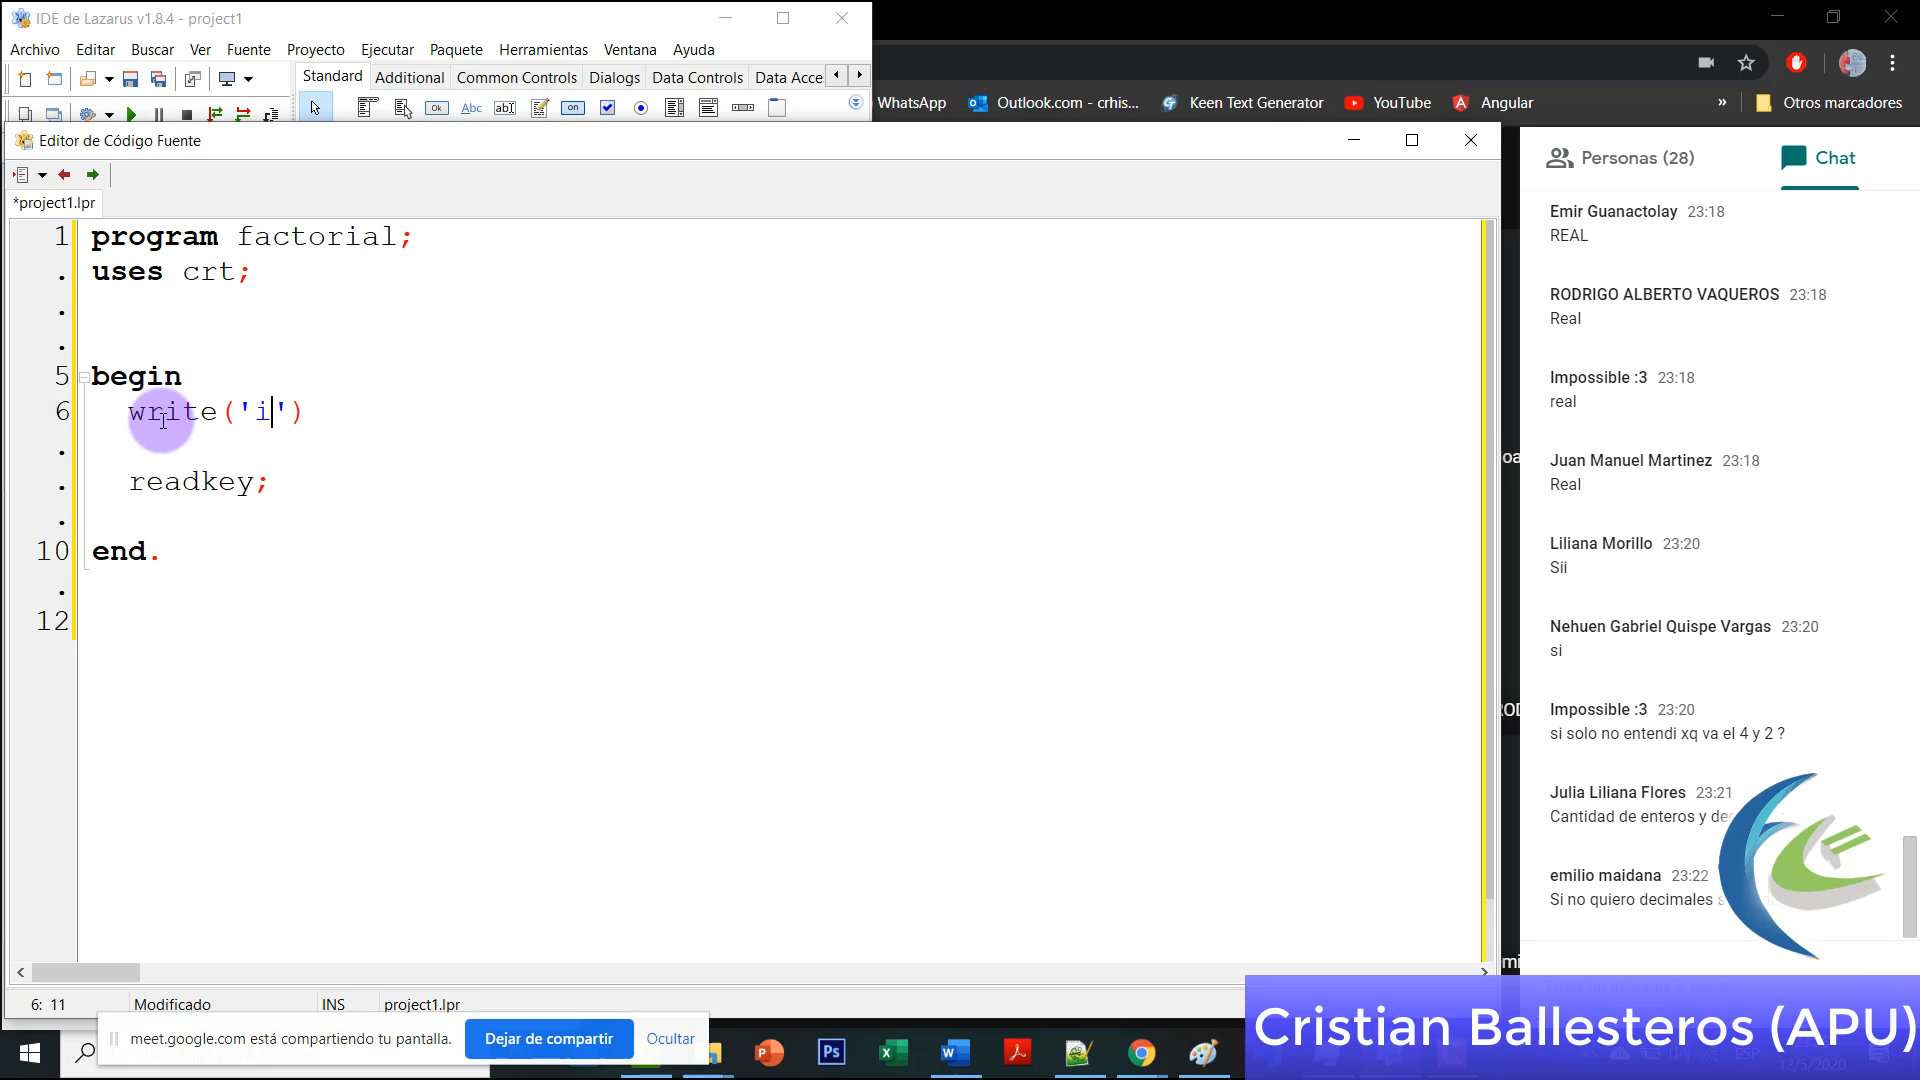 IDE de Lazarus v1.8.4 - project1
Archivo Editar Buscar Ver Fuente Proyecto Ejecutar Paquete Herramientas Ventana Ayuda
Standard Additional Common Controls Dialogs Data Controls Data Acce
Ok Abc ab on
WhatsApp Outlook.com - crhis... Keen Text Generator YouTube Angular » Otros marcadores
Editor de Código Fuente
*project1.lpr
1 program factorial;
. uses crt;
.
.
5 begin
6 write('i')
.
. readkey;
.
10 end.
.
12
6: 11 Modificado INS project1.lpr
Personas (28) Chat
Emir Guanactolay 23:18
REAL
RODRIGO ALBERTO VAQUEROS 23:18
Real
Impossible :3 23:18
real
Juan Manuel Martinez 23:18
Real
Liliana Morillo 23:20
Sii
Nehuen Gabriel Quispe Vargas 23:20
si
Impossible :3 23:20
si solo no entendi xq va el 4 y 2 ?
Julia Liliana Flores 23:21
Cantidad de enteros y de
emilio maidana 23:22
Si no quiero decimales s
Cristian Ballesteros (APU)
meet.google.com está compartiendo tu pantalla. Dejar de compartir Ocultar
12/5/2020